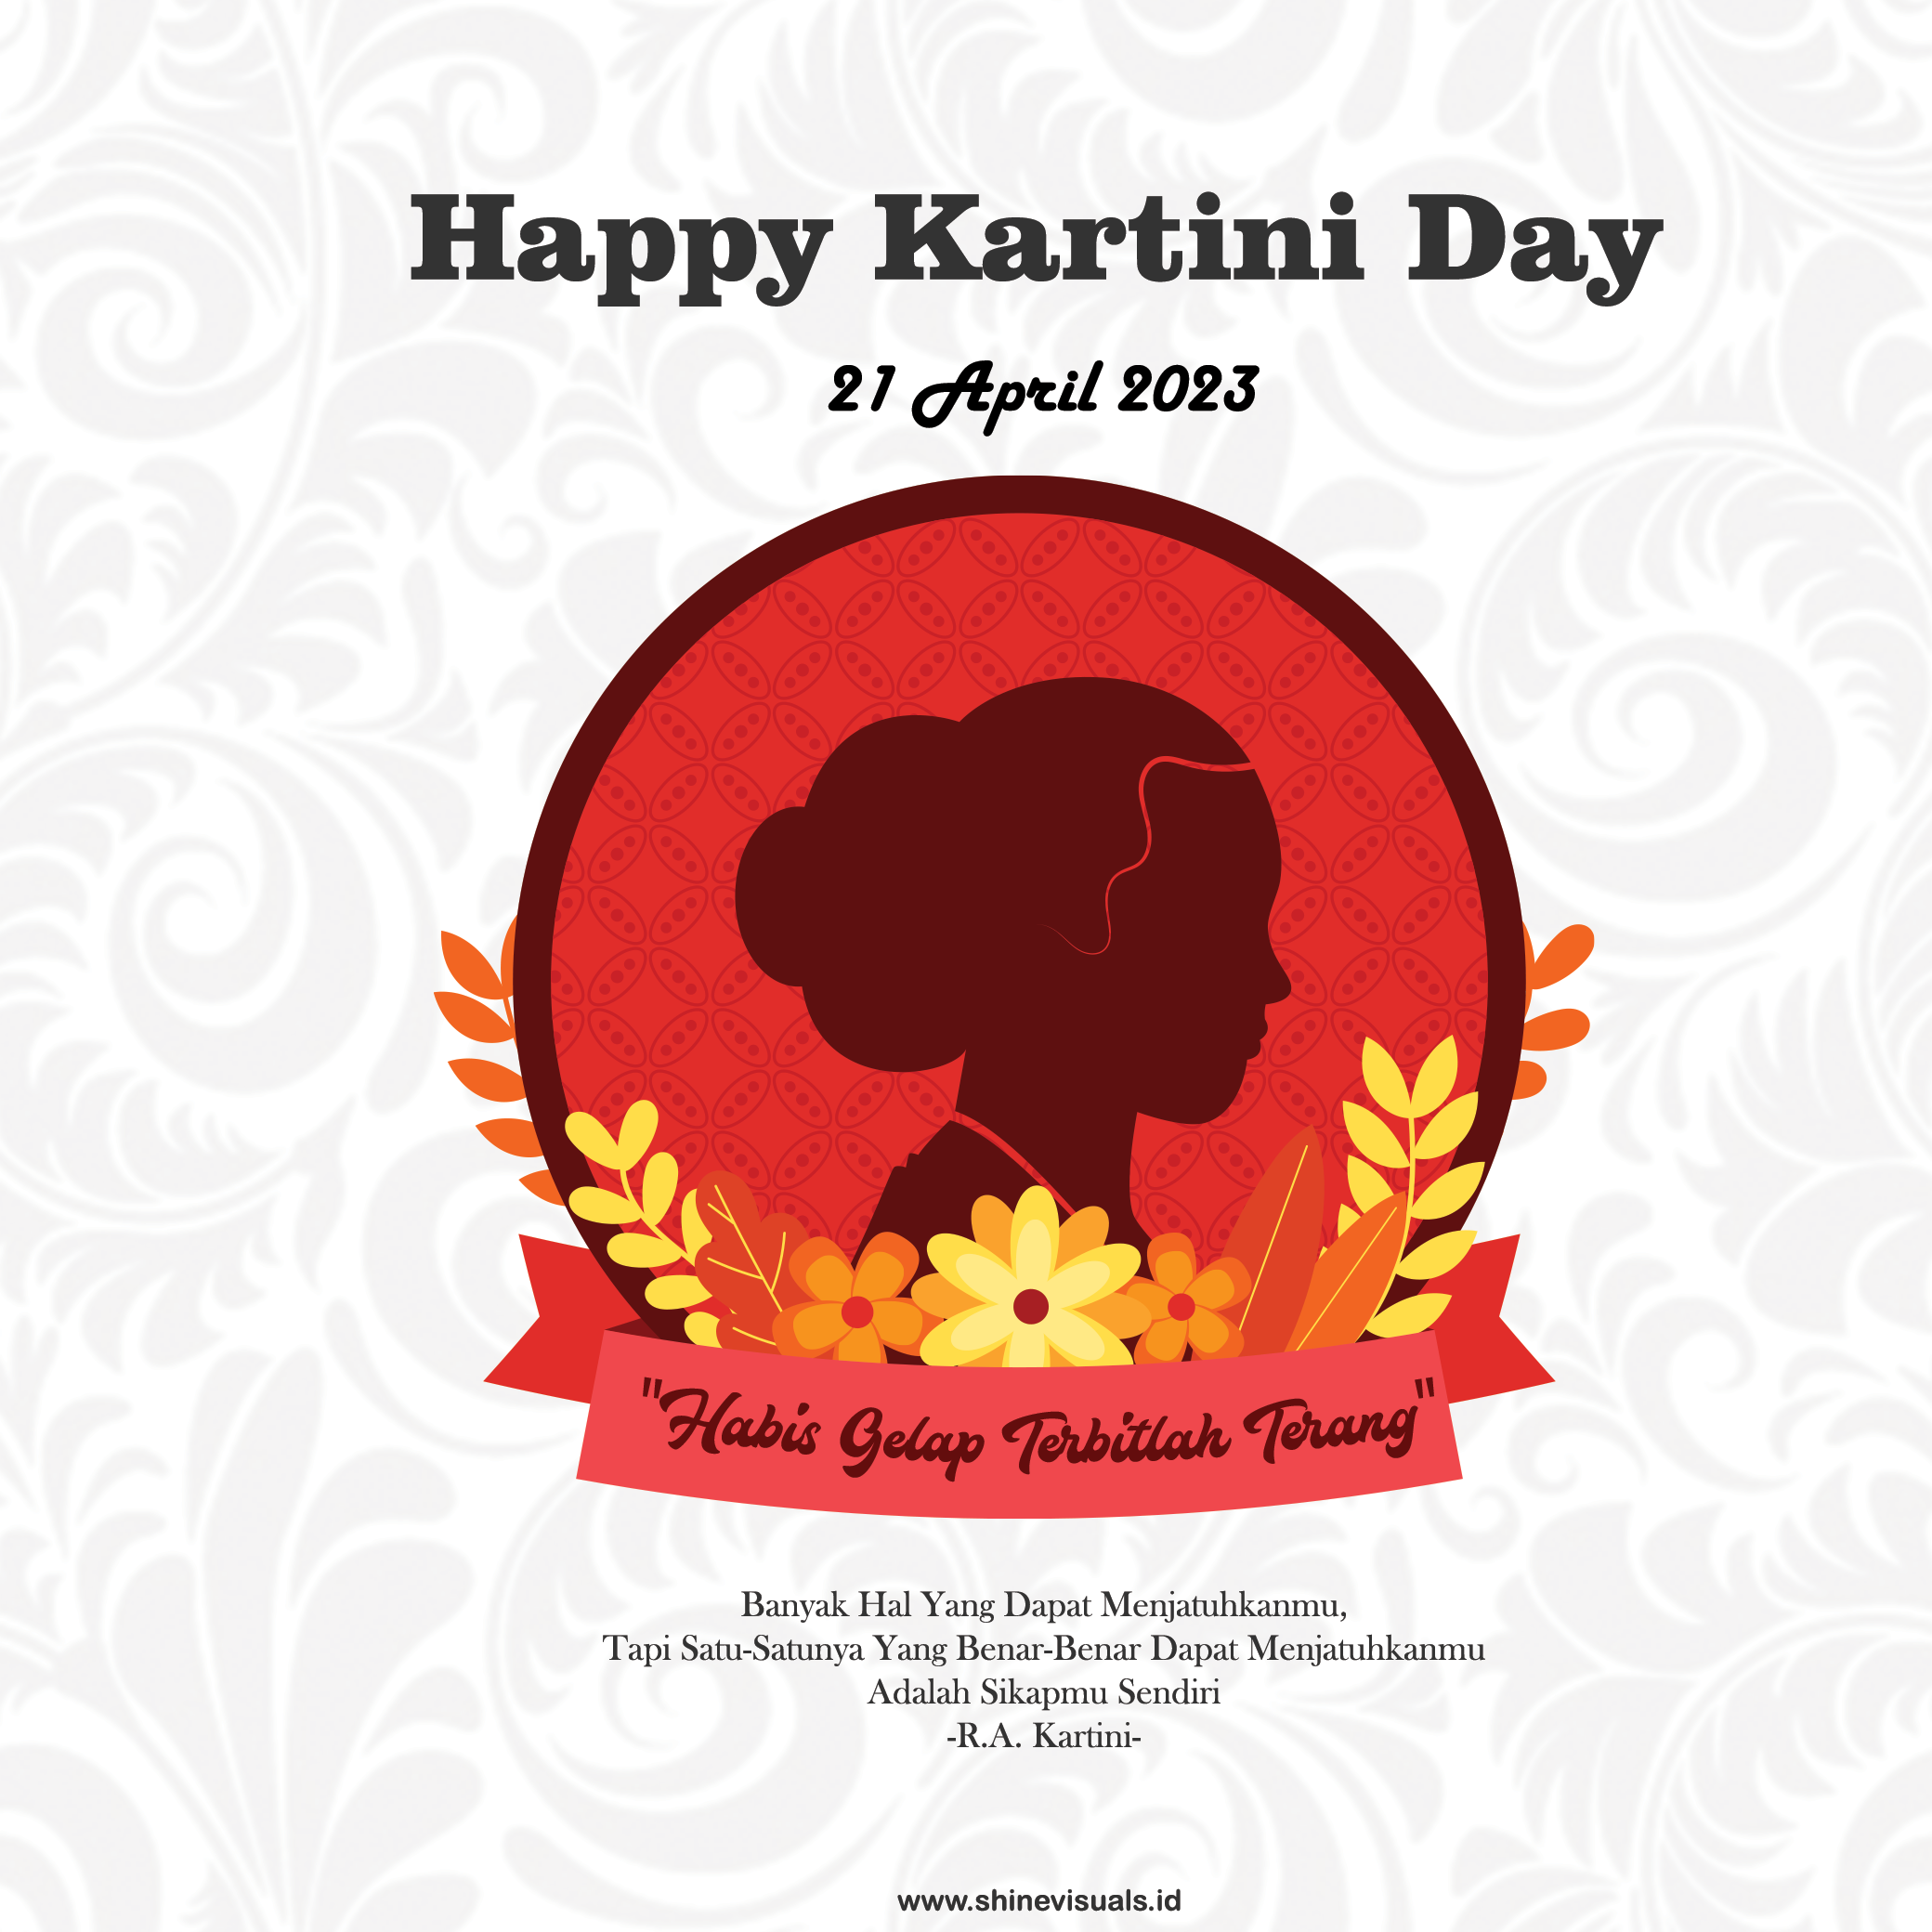 Happy Kartini Day
21 April 2023
"Habis Gelap Terbitlah Terang"
Banyak Hal Yang Dapat Menjatuhkanmu,
Tapi Satu-Satunya Yang Benar-Benar Dapat Menjatuhkanmu
Adalah Sikapmu Sendiri
-R.A. Kartini-
www.shinevisuals.id